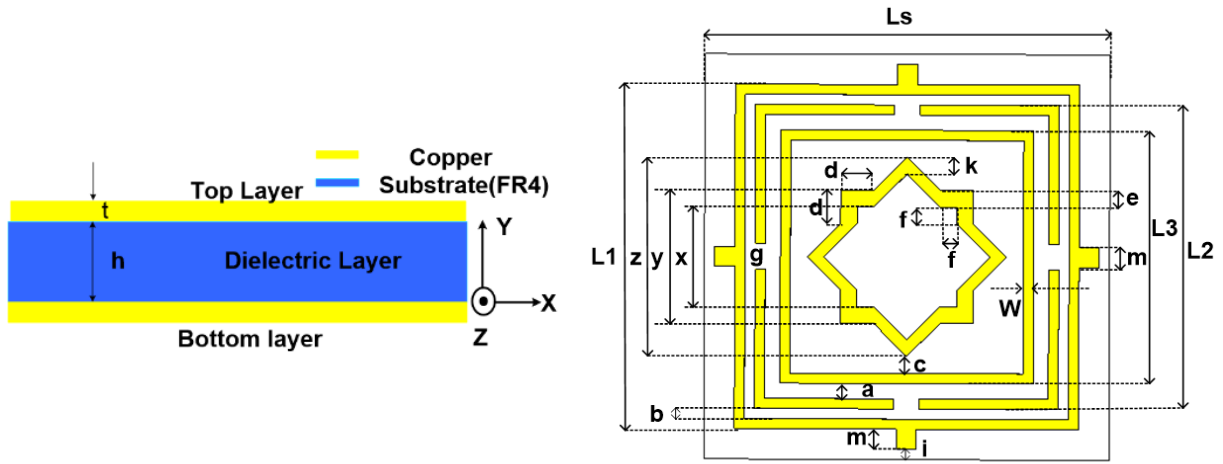 Copper
Substrate(FR4)
Top Layer
t
h
Dielectric Layer
Bottom layer
Y
X
Z
Ls
L1
z
y
x
d
d
k
e
f
f
g
L3
L2
m
W
c
a
b
m
i